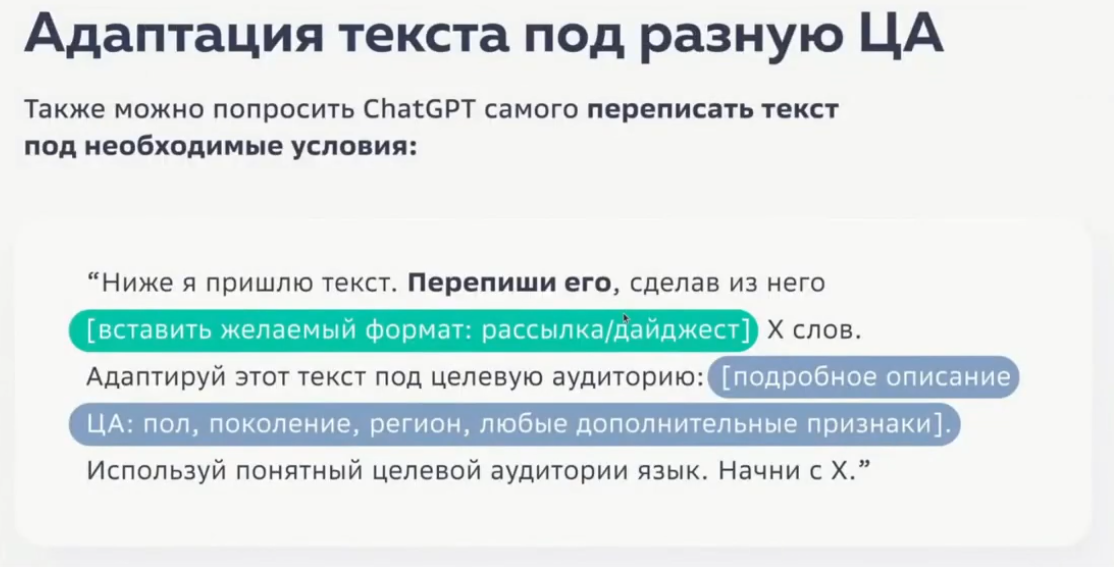 Адаптация текста под разную ЦА
Также можно попросить ChatGPT самого переписать текст
под необходимые условия:
“Ниже я пришлю текст. Перепиши его, сделав из него
[вставить желаемый формат: рассылка/дайджест] X слов.
Адаптируй этот текст под целевую аудиторию: [подробное описание
ЦА: пол, поколение, регион, любые дополнительные признаки].
Используй понятный целевой аудитории язык. Начни с X.”